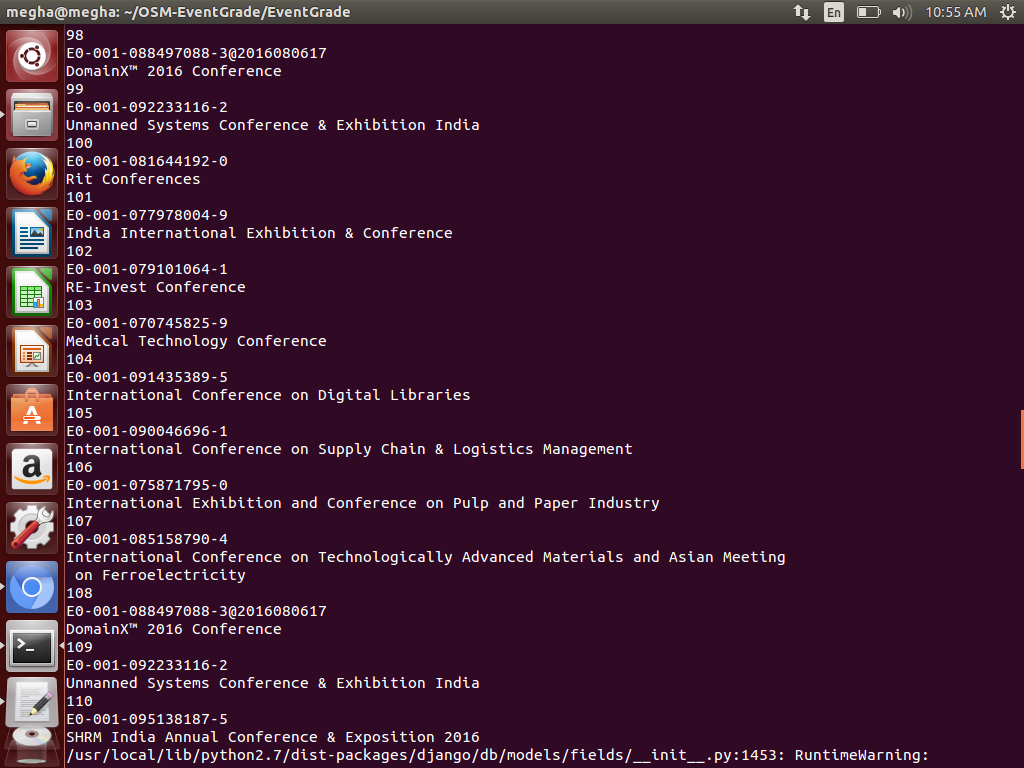 megha@megha: ~/OSM-EventGrade/EventGrade
En
10:55 AM
98
E0-001-088497088-3@2016080617
DomainX™ 2016 Conference
99
E0-001-092233116-2
Unmanned Systems Conference & Exhibition India
100
E0-001-081644192-0
Rit Conferences
101
E0-001-077978004-9
India International Exhibition & Conference
102
E0-001-079101064-1
RE-Invest Conference
103
E0-001-070745825-9
Medical Technology Conference
104
E0-001-091435389-5
International Conference on Digital Libraries
105
E0-001-090046696-1
International Conference on Supply Chain & Logistics Management
106
E0-001-075871795-0
International Exhibition and Conference on Pulp and Paper Industry
107
E0-001-085158790-4
International Conference on Technologically Advanced Materials and Asian Meeting
on Ferroelectricity
108
E0-001-088497088-3@2016080617
DomainX™ 2016 Conference
109
E0-001-092233116-2
Unmanned Systems Conference & Exhibition India
110
E0-001-095138187-5
SHRM India Annual Conference & Exposition 2016
/usr/local/lib/python2.7/dist-packages/django/db/models/fields/__init__.py:1453: RuntimeWarning: